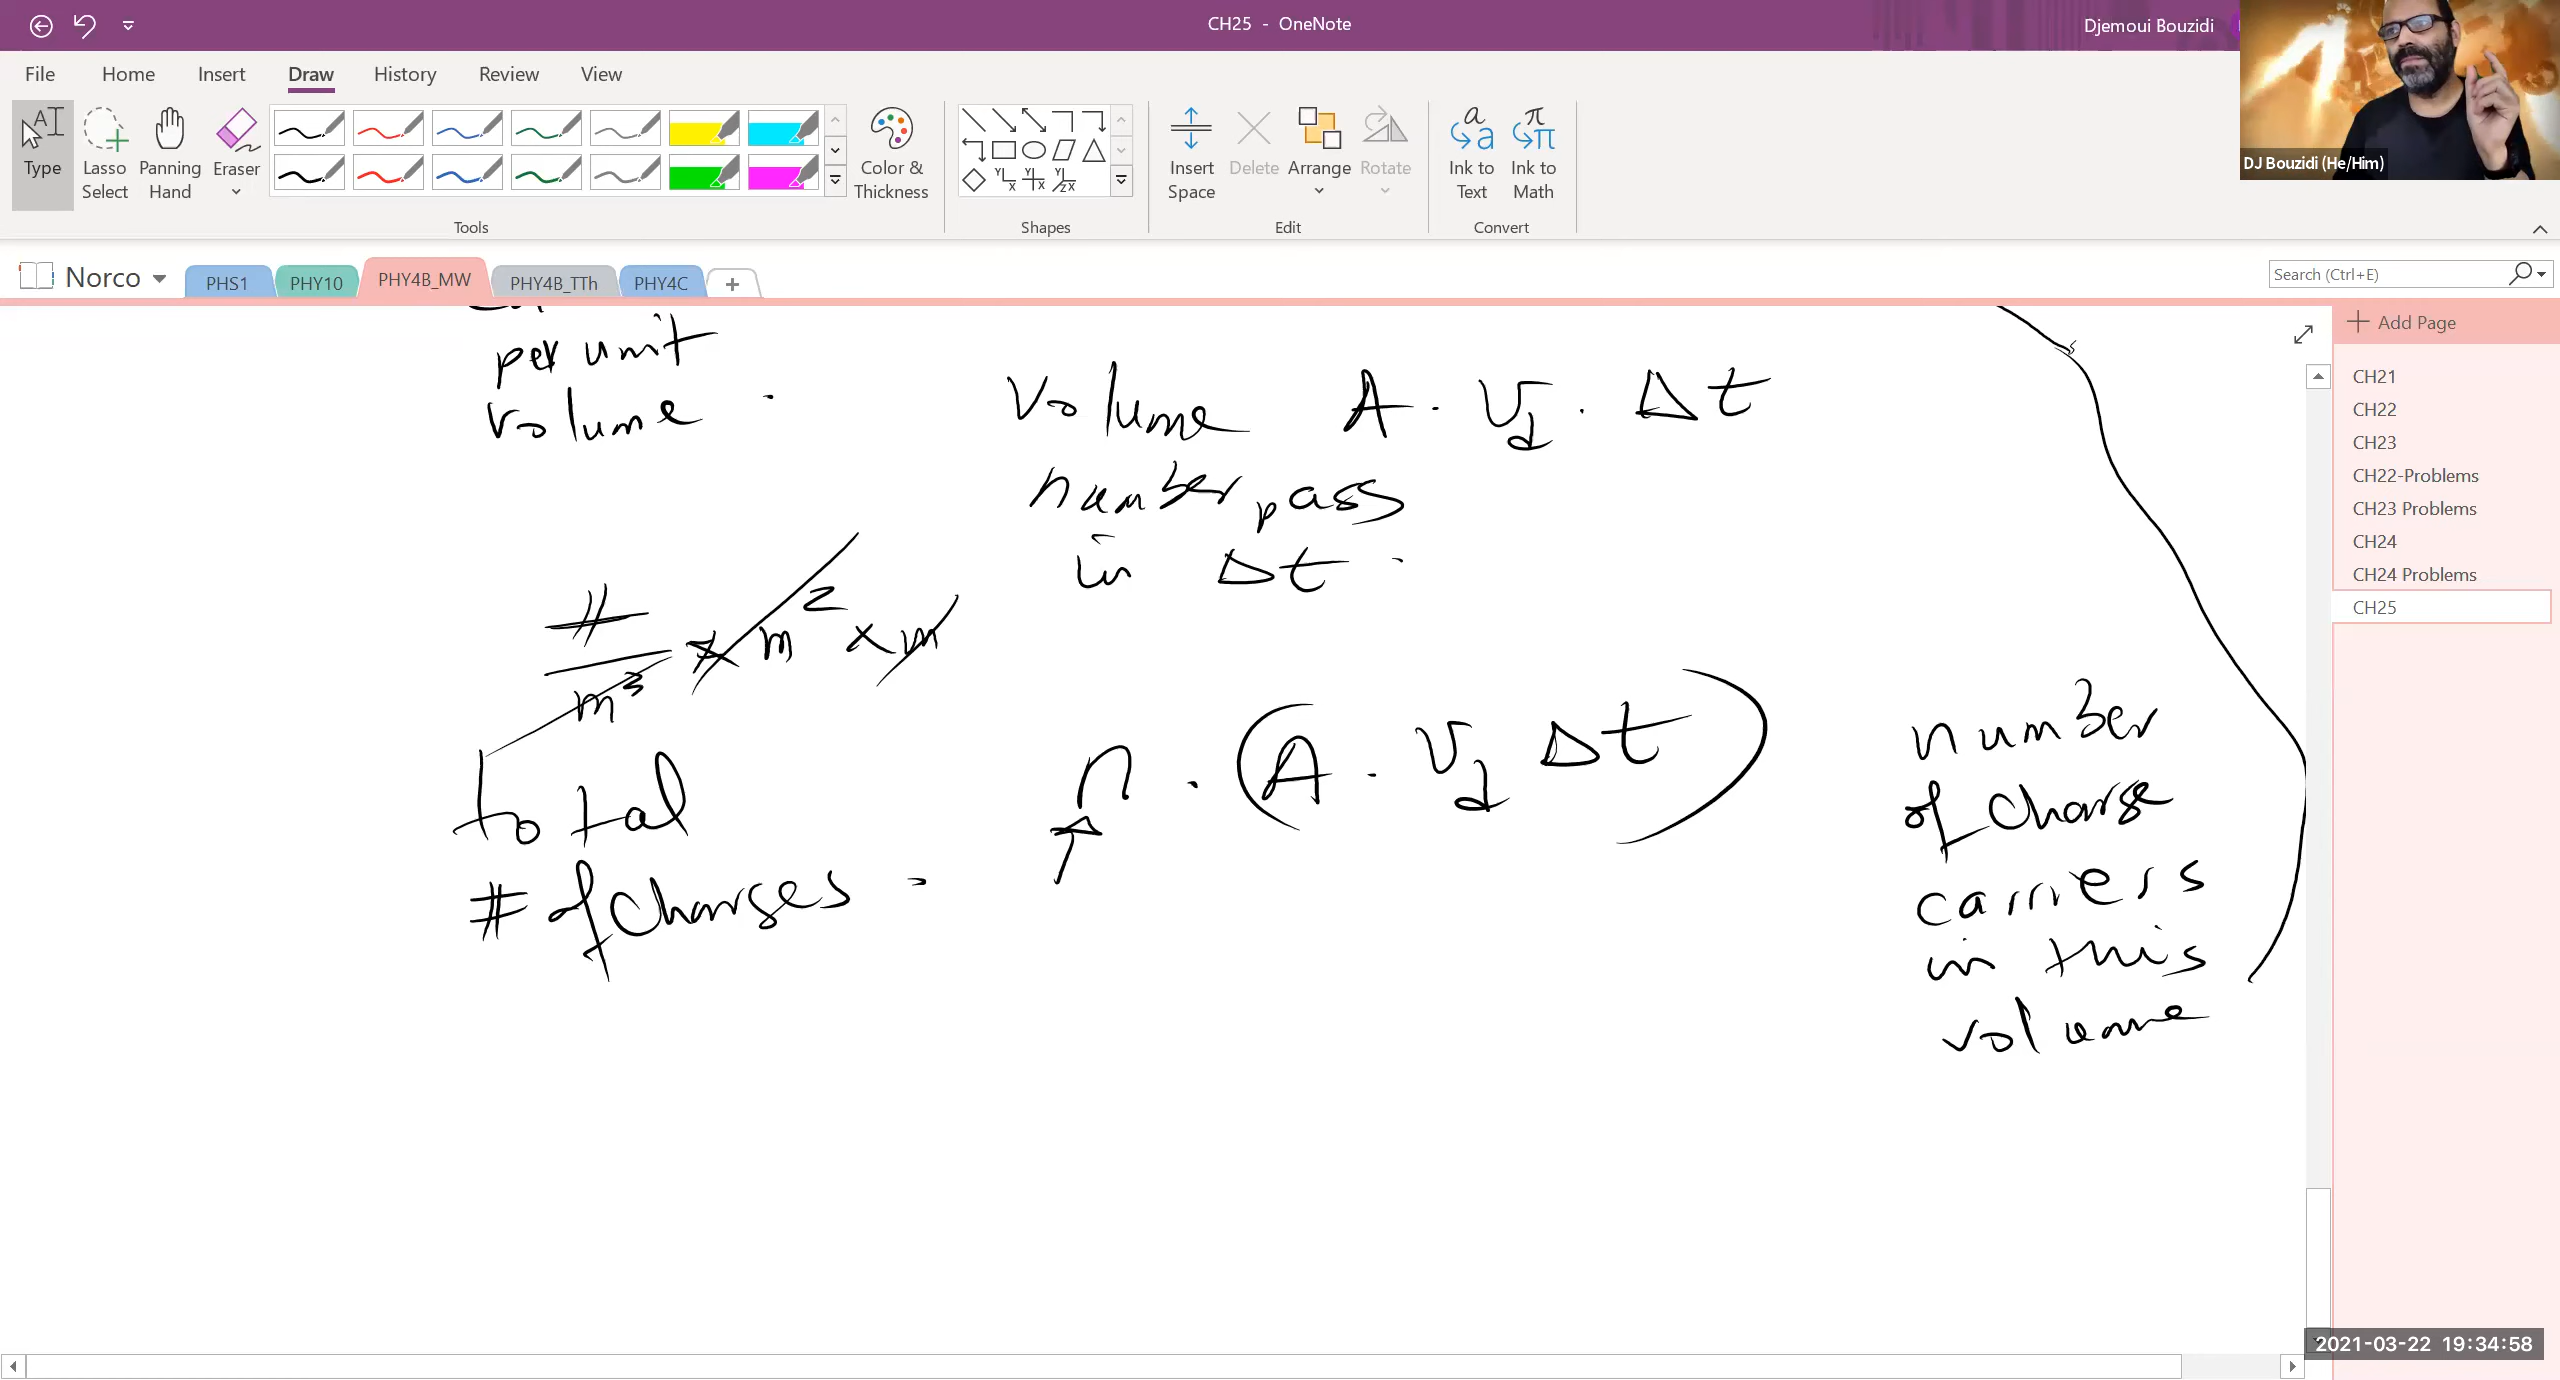 CH25 - OneNote
Djemoui Bouzidi
File Home Insert Draw History Review View
Type
Lasso Select
Panning Hand
Eraser
Color & Thickness
Insert Space
Delete
Arrange
Rotate
Ink to Text
Ink to Math
Tools
Shapes
Edit
Convert
DJ Bouzidi (He/Him)
Norco
PHS1
PHY10
PHY4B_MW
PHY4B_TTh
PHY4C
Search (Ctrl+E)
Add Page
CH21
CH22
CH23
CH22-Problems
CH23 Problems
CH24
CH24 Problems
CH25
per unit
volume
Volume A · v_d · Δt
number pass
in Δt
#/m³ × m² × m
total
# of charges = n · (A · v_d Δt)
number
of charge
carriers
in this
volume
2021-03-22 19:34:58